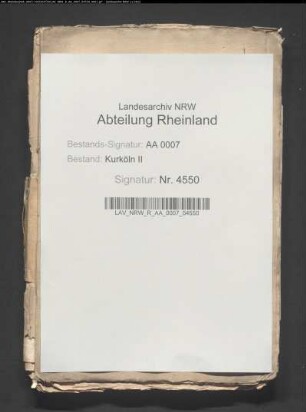 Landesarchiv NRW
Abteilung Rheinland
Bestands-Signatur: AA 0007
Bestand: Kurköln II
Signatur: Nr. 4550
LAV_NRW_R_AA_0007_04550